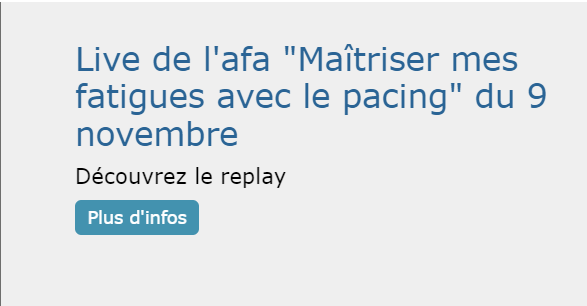 Live de l'afa "Maîtriser mes
fatigues avec le pacing" du 9
novembre
Découvrez le replay
Plus d'infos